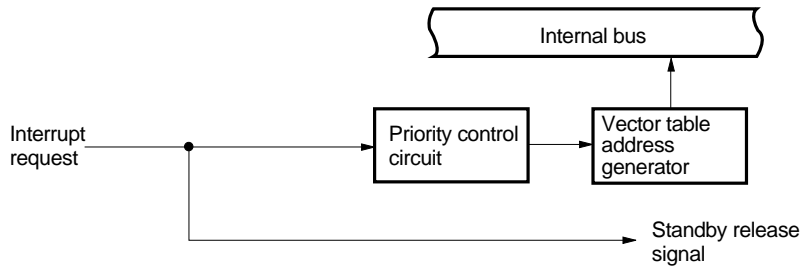 Internal bus
Interrupt
request
Priority control
circuit
Vector table
address
generator
Standby release
signal